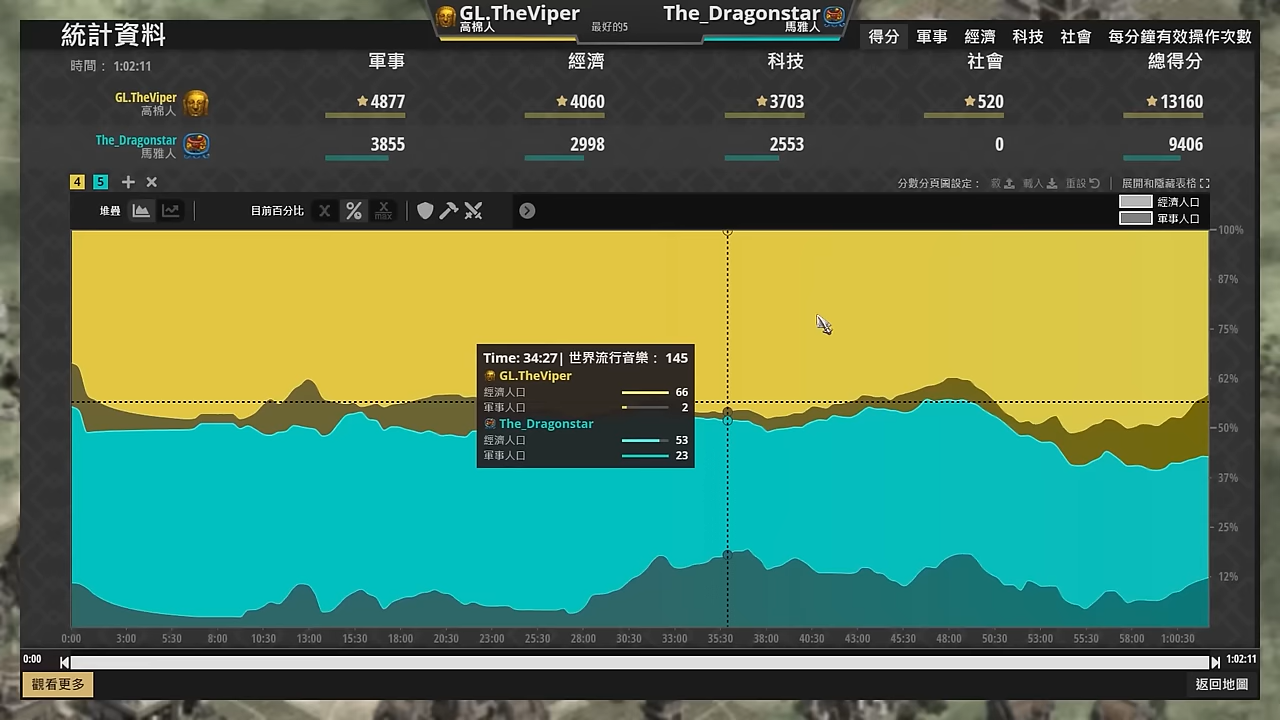 GL.TheViper
高棉人
最好的5
The_Dragonstar
馬雅人
統計資料
得分 軍事 經濟 科技 社會 每分鐘有效操作次數
時間： 1:02:11
軍事 經濟 科技 社會 總得分
GL.TheViper
高棉人
4877 4060 3703 520 13160
The_Dragonstar
馬雅人
3855 2998 2553 0 9406
4 5
分數分頁圖設定： 救 載入 重設 展開和隱藏表格
堆疊
目前百分比 X % X max
經濟人口
軍事人口
100%
87%
75%
62%
50%
37%
25%
12%
Time: 34:27| 世界流行音樂： 145
GL.TheViper
經濟人口 66
軍事人口 2
The_Dragonstar
經濟人口 53
軍事人口 23
0:00 3:00 5:30 8:00 10:30 13:00 15:30 18:00 20:30 23:00 25:30 28:00 30:30 33:00 35:30 38:00 40:30 43:00 45:30 48:00 50:30 53:00 55:30 58:00 1:00:30
0:00 1:02:11
觀看更多 返回地圖